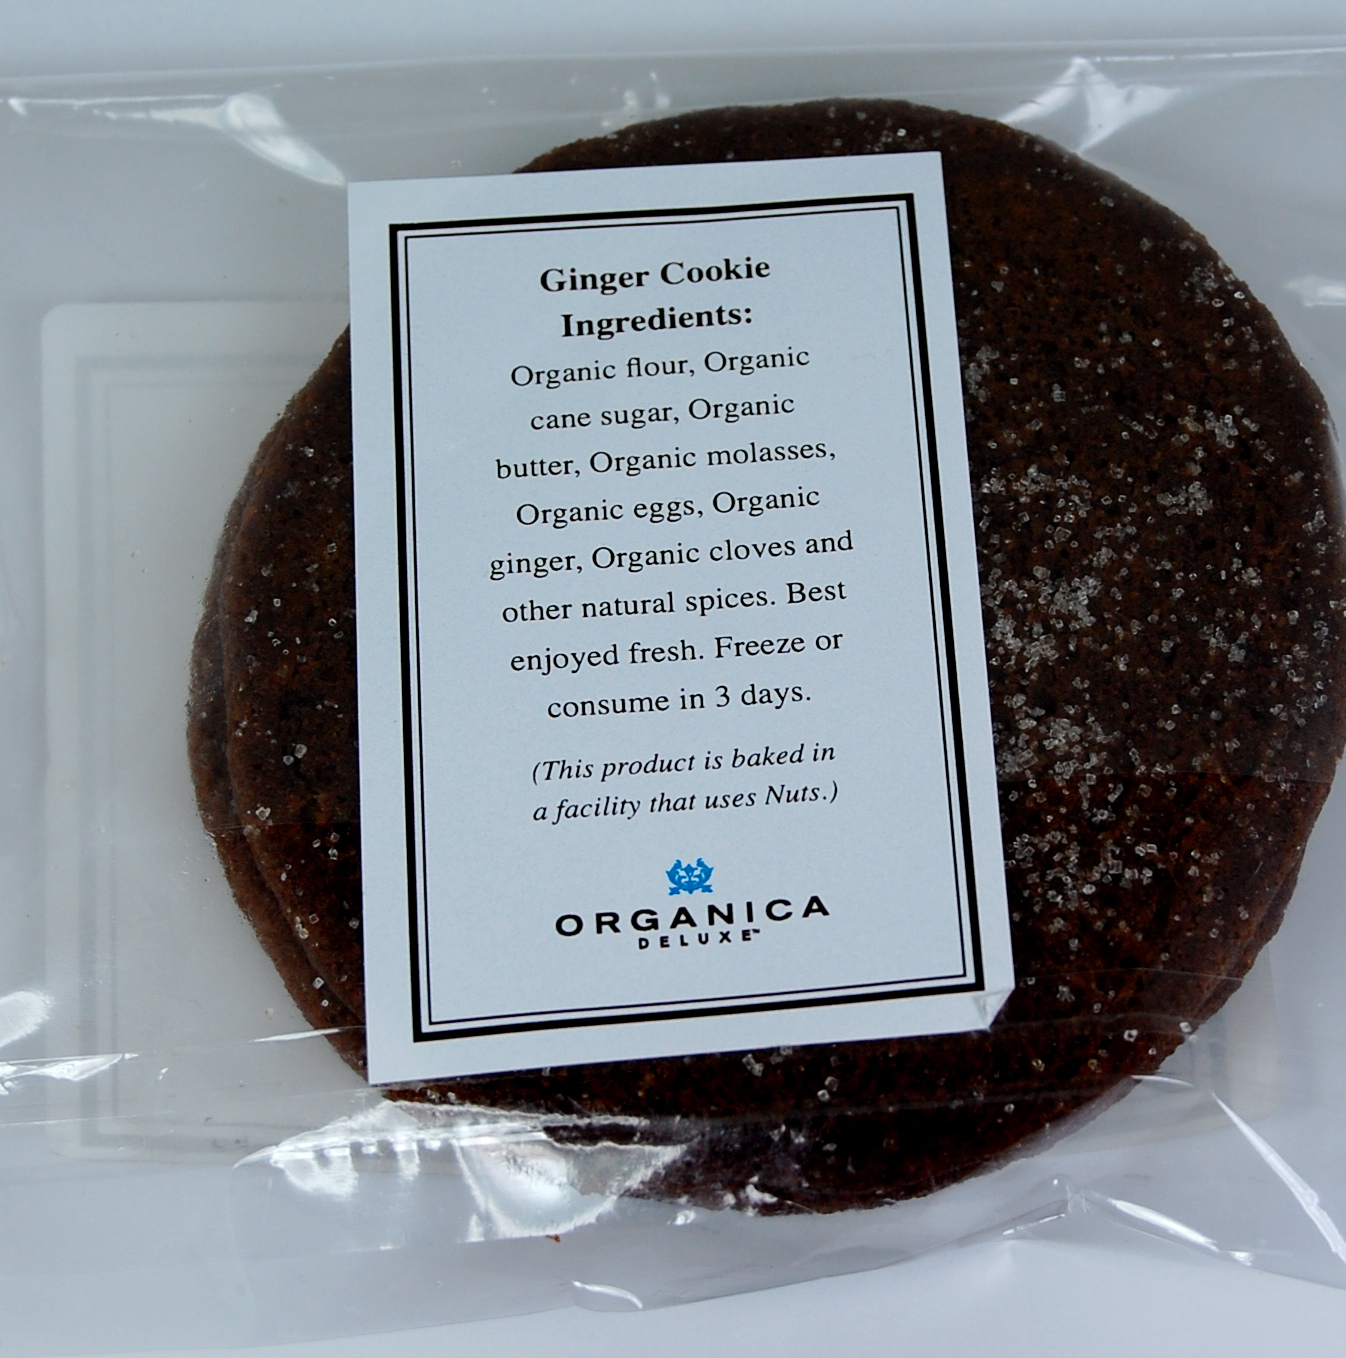 Ginger Cookie
Ingredients:
Organic flour, Organic
cane sugar, Organic
butter, Organic molasses,
Organic eggs, Organic
ginger, Organic cloves and
other natural spices. Best
enjoyed fresh. Freeze or
consume in 3 days.
(This product is baked in
a facility that uses Nuts.)
ORGANICA
DELUXE™